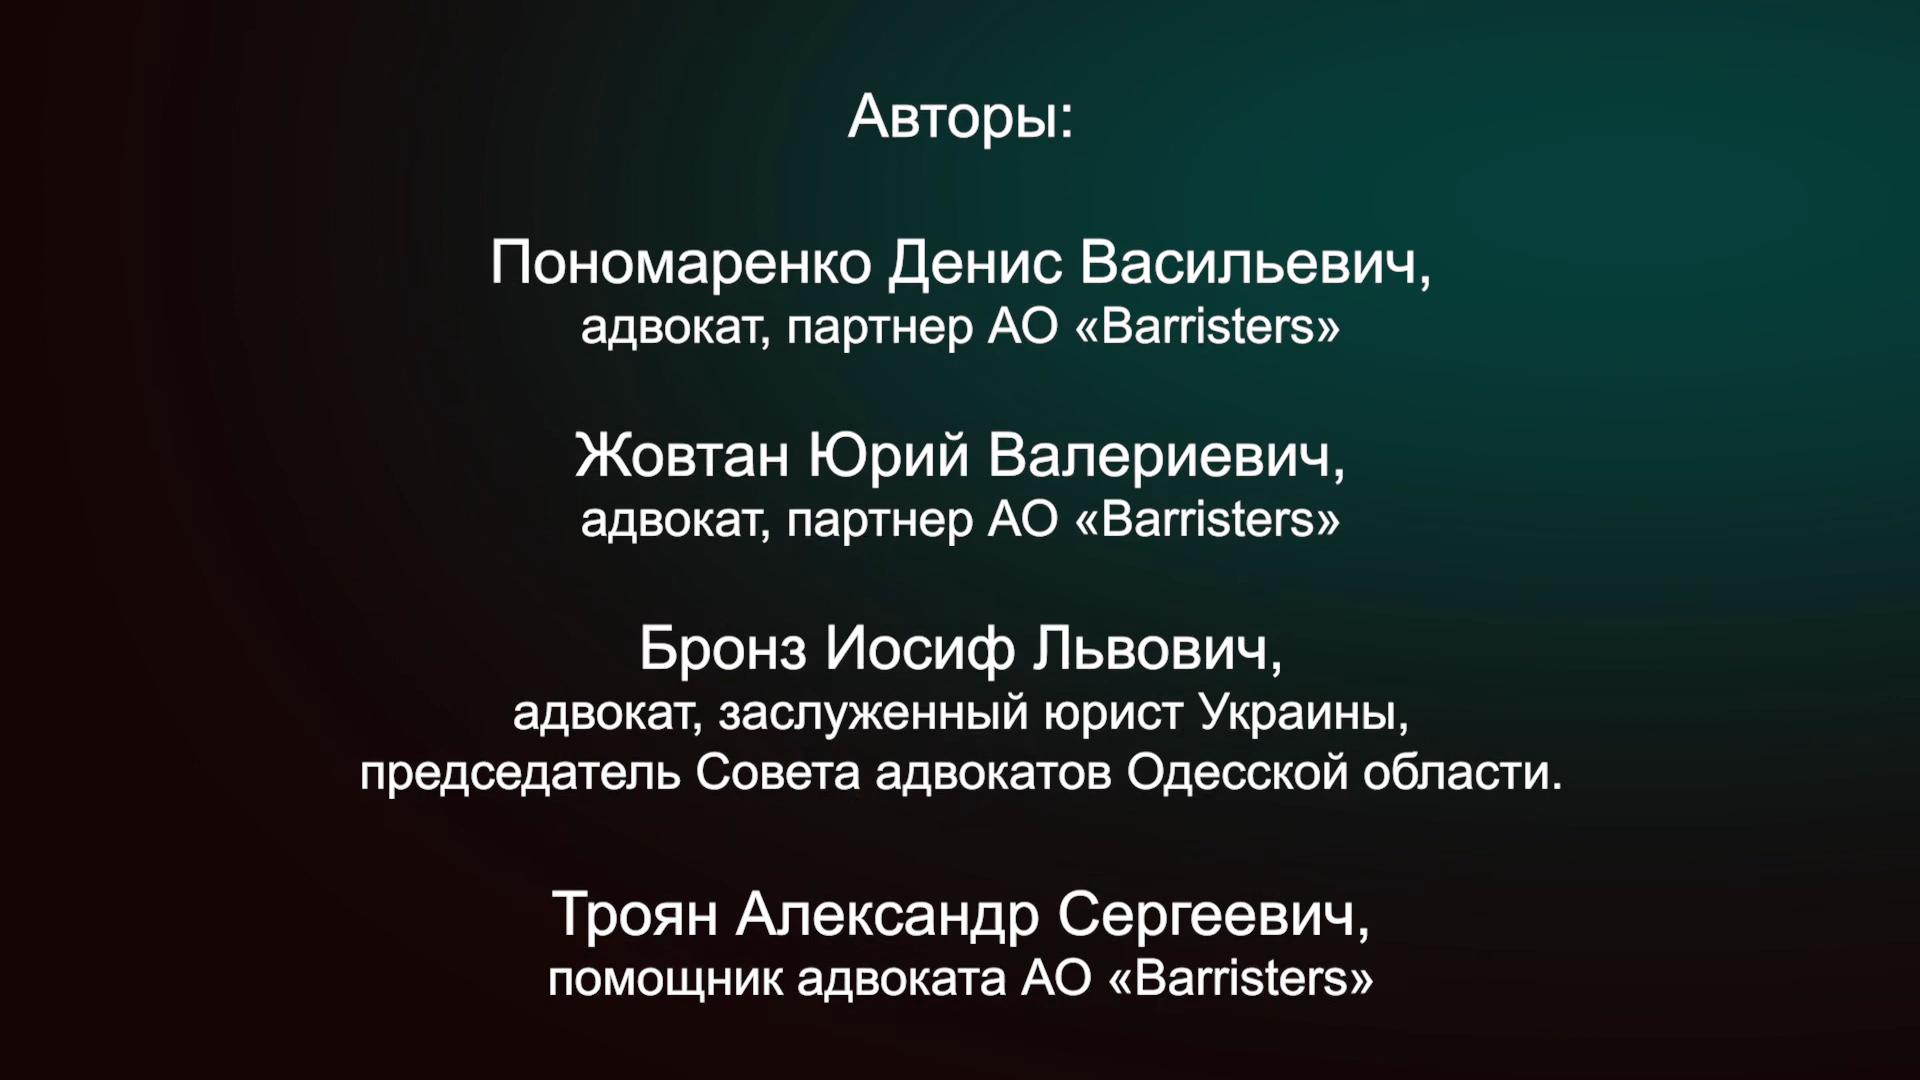 Авторы:
Пономаренко Денис Васильевич,
адвокат, партнер АО «Barristers»
Жовтан Юрий Валериевич,
адвокат, партнер АО «Barristers»
Бронз Иосиф Львович,
адвокат, заслуженный юрист Украины,
председатель Совета адвокатов Одесской области.
Троян Александр Сергеевич,
помощник адвоката АО «Barristers»